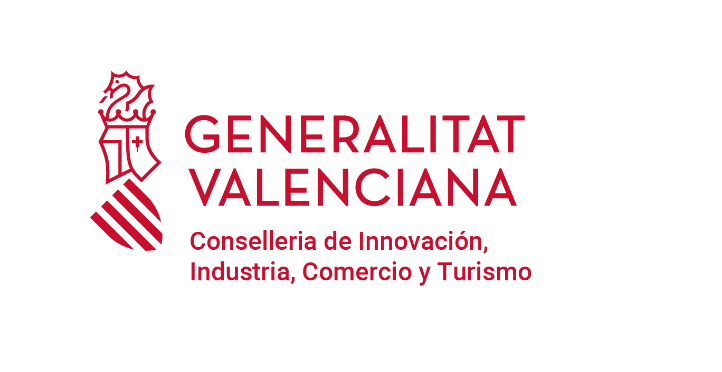 GENERALITAT
VALENCIANA
Conselleria de Innovación,
Industria, Comercio y Turismo